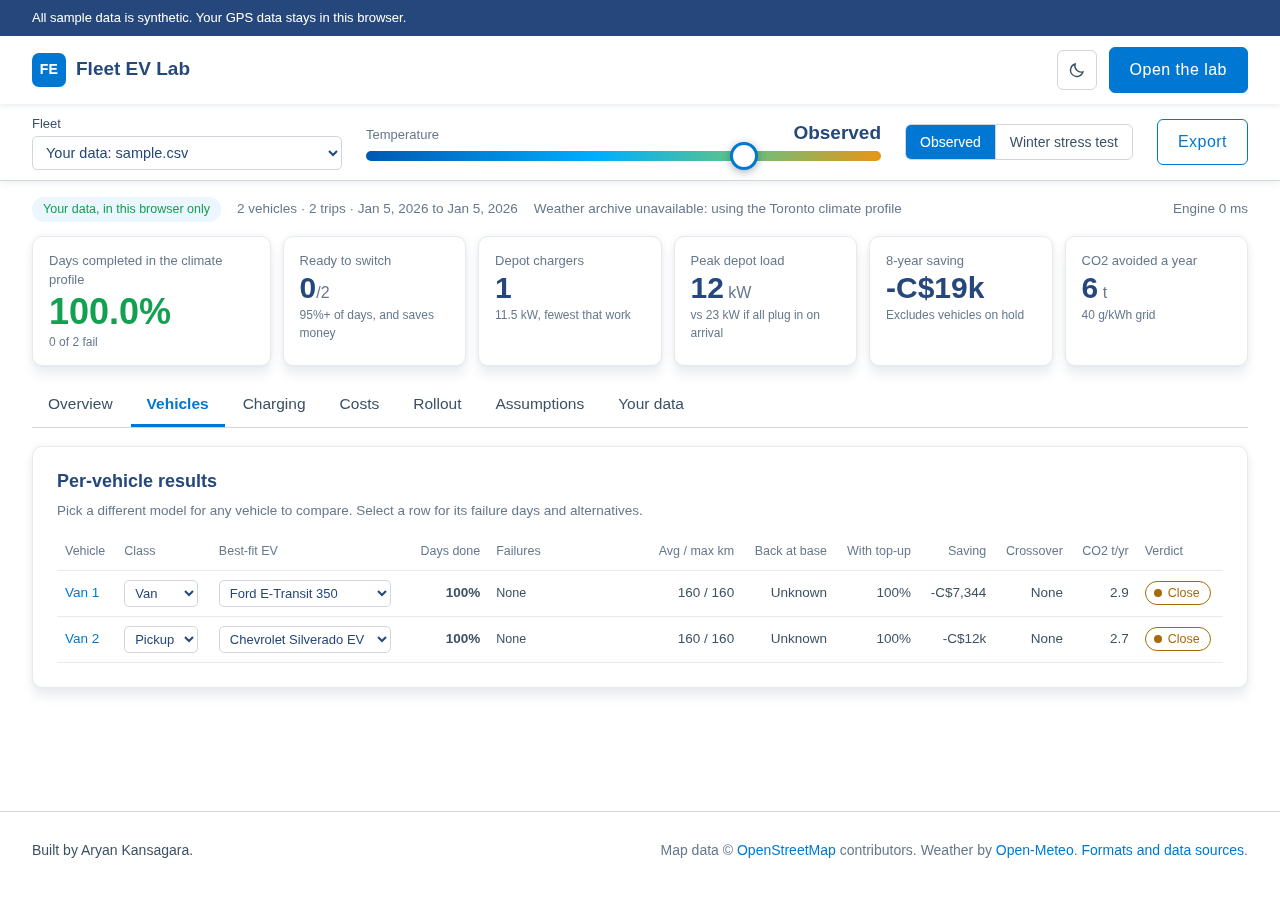 All sample data is synthetic. Your GPS data stays in this browser.
FE Fleet EV Lab
Open the lab
Fleet
Your data: sample.csv
Temperature
Observed
Observed
Winter stress test
Export
Your data, in this browser only
2 vehicles · 2 trips · Jan 5, 2026 to Jan 5, 2026
Weather archive unavailable: using the Toronto climate profile
Engine 0 ms
Days completed in the climate
profile
100.0%
0 of 2 fail
Ready to switch
0/2
95%+ of days, and saves
money
Depot chargers
1
11.5 kW, fewest that work
Peak depot load
12 kW
vs 23 kW if all plug in on
arrival
8-year saving
-C$19k
Excludes vehicles on hold
CO2 avoided a year
6 t
40 g/kWh grid
Overview
Vehicles
Charging
Costs
Rollout
Assumptions
Your data
Per-vehicle results
Pick a different model for any vehicle to compare. Select a row for its failure days and alternatives.
Vehicle Class Best-fit EV Days done Failures Avg / max km Back at base With top-up Saving Crossover CO2 t/yr Verdict
Van 1 Van Ford E-Transit 350 100% None 160 / 160 Unknown 100% -C$7,344 None 2.9 Close
Van 2 Pickup Chevrolet Silverado EV 100% None 160 / 160 Unknown 100% -C$12k None 2.7 Close
Built by Aryan Kansagara.
Map data © OpenStreetMap contributors. Weather by Open-Meteo. Formats and data sources.